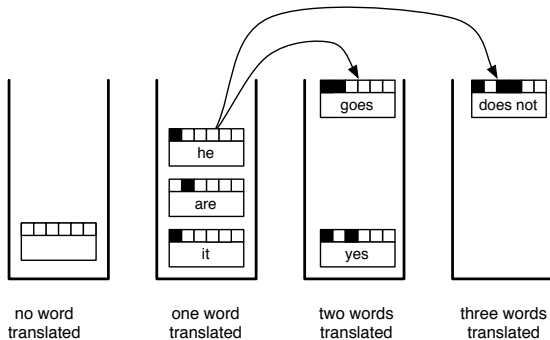 goes
does not
he
are
it
yes
no word
translated
one word
translated
two words
translated
three words
translated